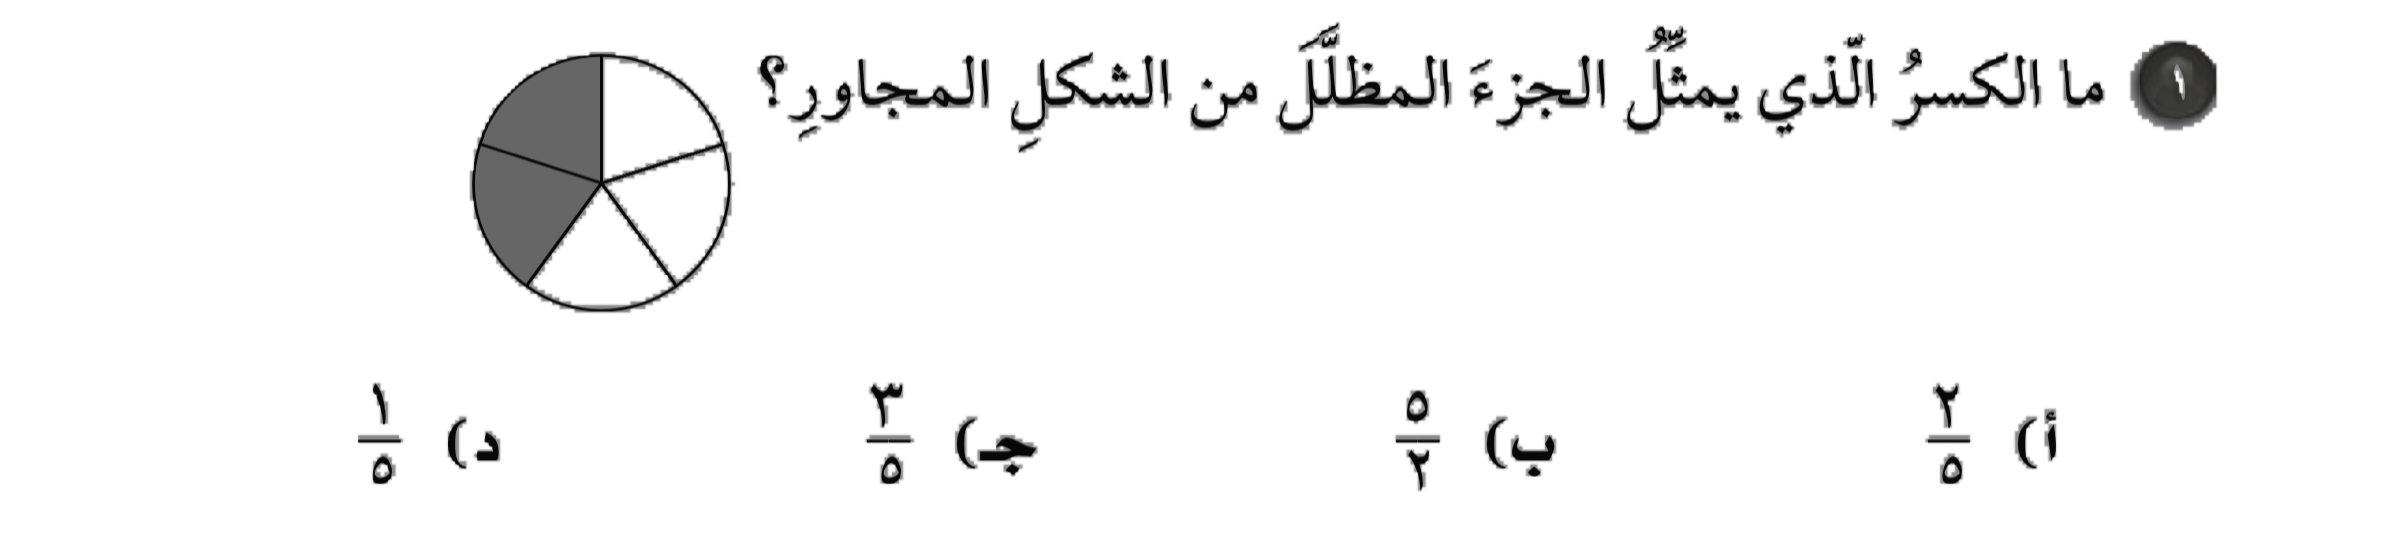 ١ ما الكسرُ الّذي يمثِّلُ الجزءَ المظلَّلَ من الشكلِ المجاورِ؟
أ) ٢/٥ ب) ٥/٢ جـ) ٣/٥ د) ١/٥